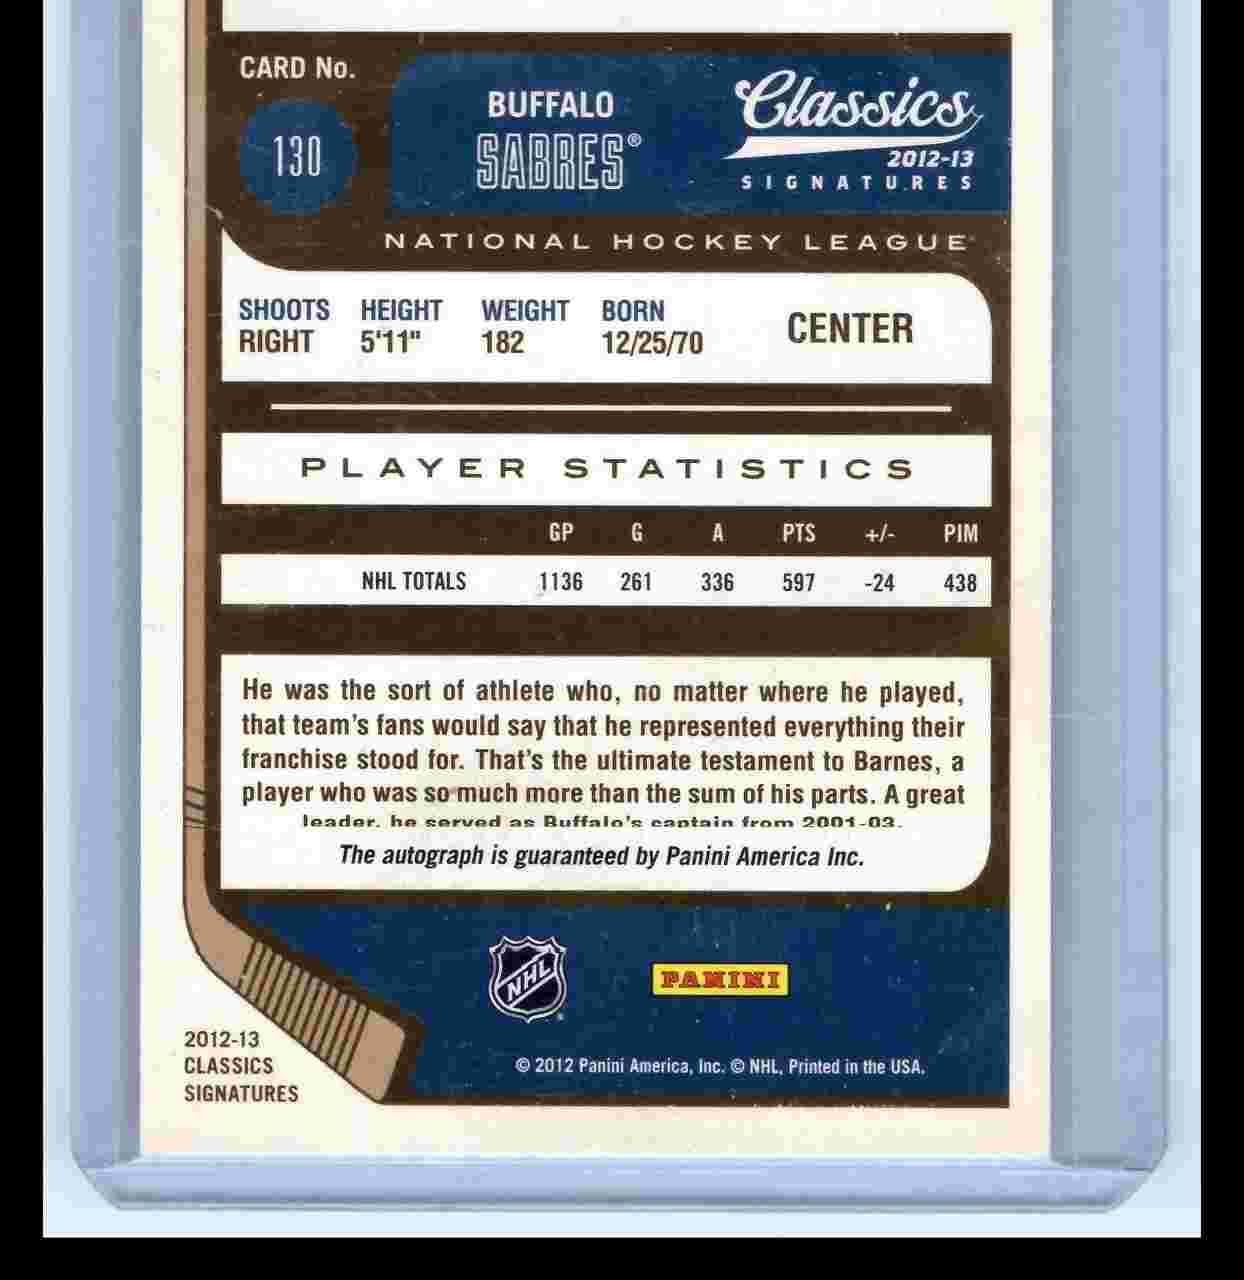 CARD No.
130
BUFFALO
SABRES®
Classics
2012-13
SIGNATURES
NATIONAL HOCKEY LEAGUE
SHOOTS HEIGHT WEIGHT BORN
RIGHT 5'11" 182 12/25/70
CENTER
PLAYER STATISTICS
GP G A PTS +/- PIM
NHL TOTALS 1136 261 336 597 -24 438
He was the sort of athlete who, no matter where he played,
that team's fans would say that he represented everything their
franchise stood for. That's the ultimate testament to Barnes, a
player who was so much more than the sum of his parts. A great
leader, he served as Buffalo's captain from 2001-03.
The autograph is guaranteed by Panini America Inc.
NHL
PANINI
2012-13
CLASSICS
SIGNATURES
© 2012 Panini America, Inc. © NHL, Printed in the USA.